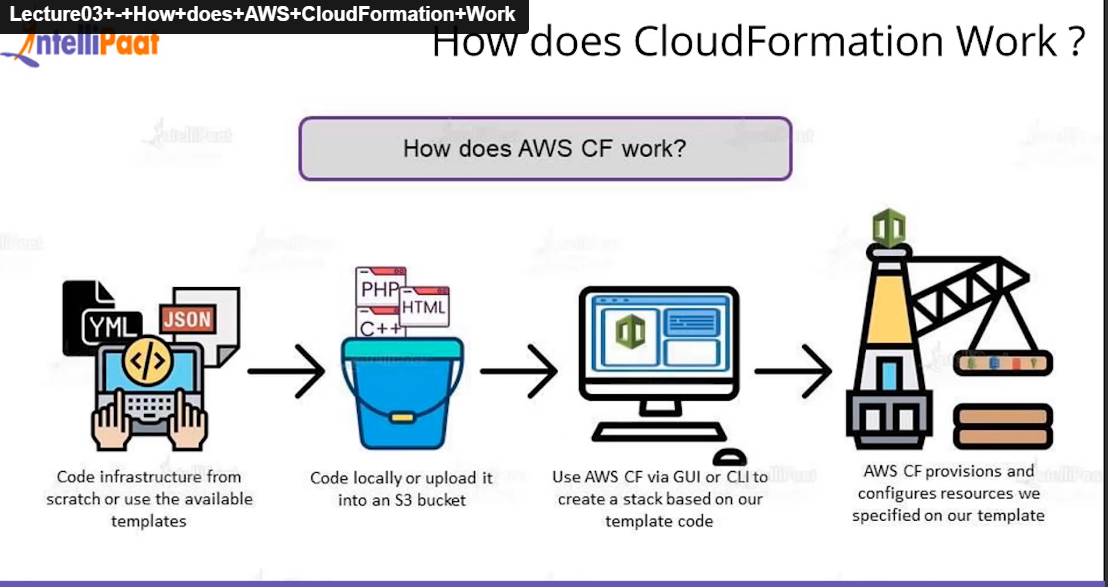 Lecture03+-+How+does+AWS+CloudFormation+Work
IntelliPaat
How does CloudFormation Work ?
How does AWS CF work?
YML
JSON
</>
PHP
HTML
C++
Code infrastructure from
scratch or use the available
templates
Code locally or upload it
into an S3 bucket
Use AWS CF via GUI or CLI to
create a stack based on our
template code
AWS CF provisions and
configures resources we
specified on our template